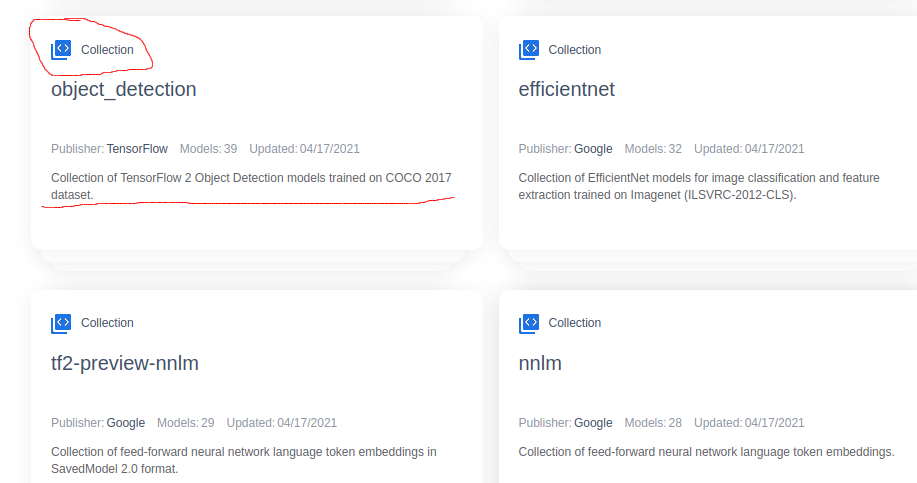 Collection
object_detection
Publisher: TensorFlow Models: 39 Updated: 04/17/2021
Collection of TensorFlow 2 Object Detection models trained on COCO 2017
dataset.
Collection
efficientnet
Publisher: Google Models: 32 Updated: 04/17/2021
Collection of EfficientNet models for image classification and feature
extraction trained on Imagenet (ILSVRC-2012-CLS).
Collection
tf2-preview-nnlm
Publisher: Google Models: 29 Updated: 04/17/2021
Collection of feed-forward neural network language token embeddings in
SavedModel 2.0 format.
Collection
nnlm
Publisher: Google Models: 28 Updated: 04/17/2021
Collection of feed-forward neural network language token embeddings.